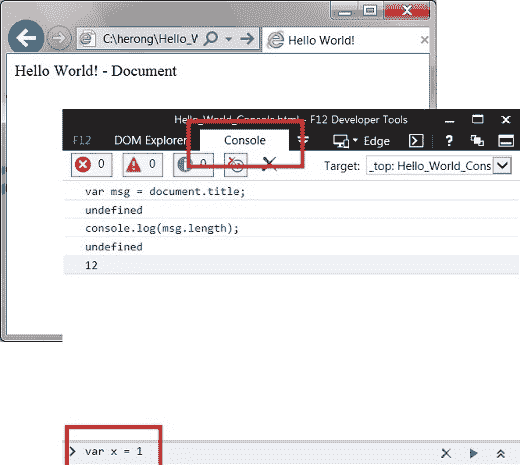 C:\herong\Hello_W
Hello World!
Hello World! - Document
Hello_World_Console.html - F12 Developer Tools
F12 DOM Explorer Console Edge ?
0 0 0 Target: _top: Hello_World_Cons
var msg = document.title;
undefined
console.log(msg.length);
undefined
12
> var x = 1